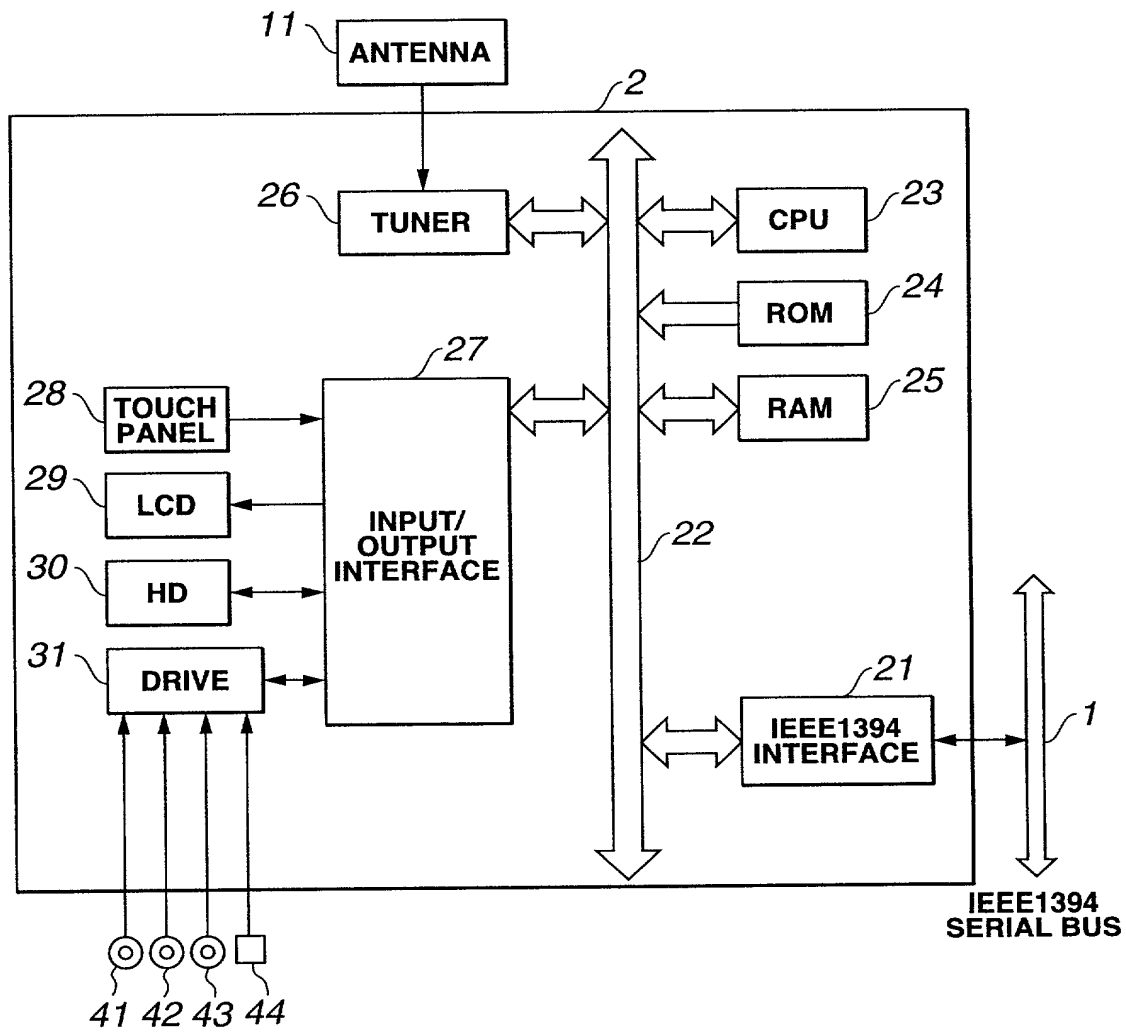 11
ANTENNA
2
26
TUNER
23
CPU
24
ROM
27
28
TOUCH
PANEL
25
RAM
29
LCD
INPUT/
OUTPUT
INTERFACE
22
30
HD
31
DRIVE
21
IEEE1394
INTERFACE
1
IEEE1394
SERIAL BUS
41
42
43
44